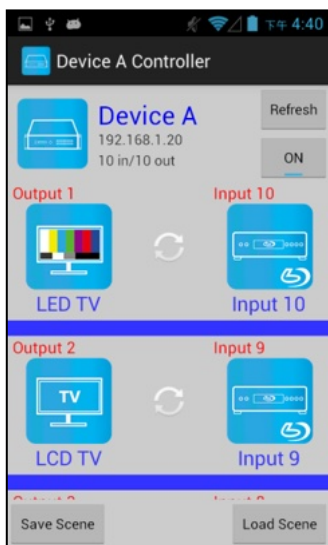 下午 4:40
Device A Controller
Device A
192.168.1.20
10 in/10 out
Refresh
ON
Output 1
Input 10
LED TV
Input 10
Output 2
Input 9
TV
LCD TV
Input 9
Save Scene
Load Scene